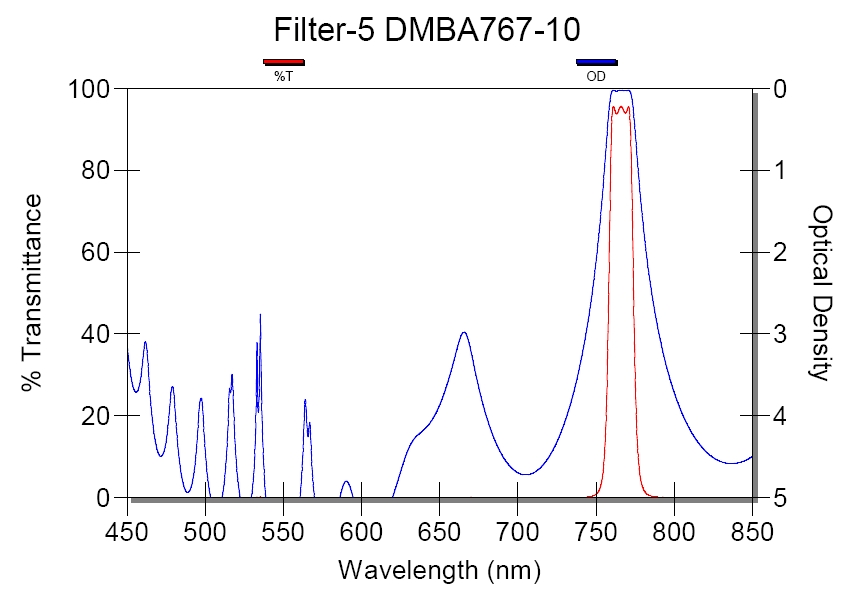 Filter-5 DMBA767-10
%T OD
100 0
80 1
60 2
40 3
20 4
0 5
% Transmittance
Optical Density
450 500 550 600 650 700 750 800 850
Wavelength (nm)